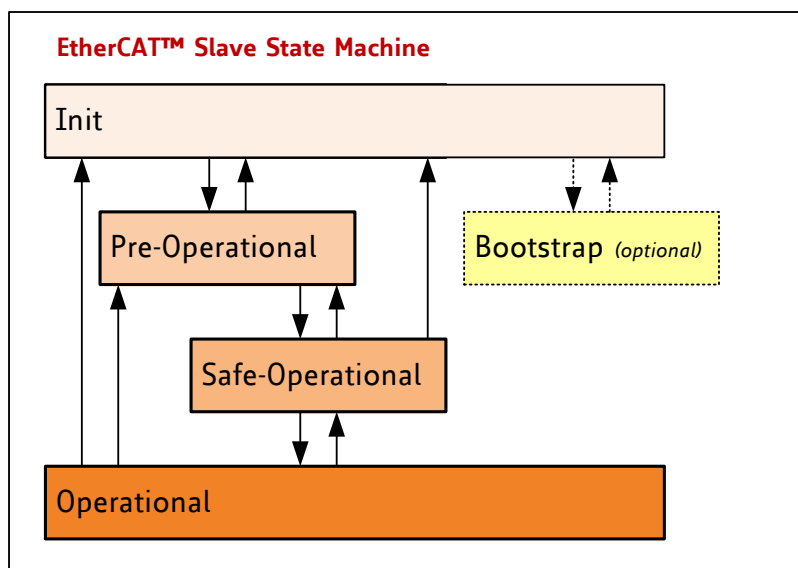 EtherCAT™ Slave State Machine
Init
Pre-Operational
Bootstrap (optional)
Safe-Operational
Operational